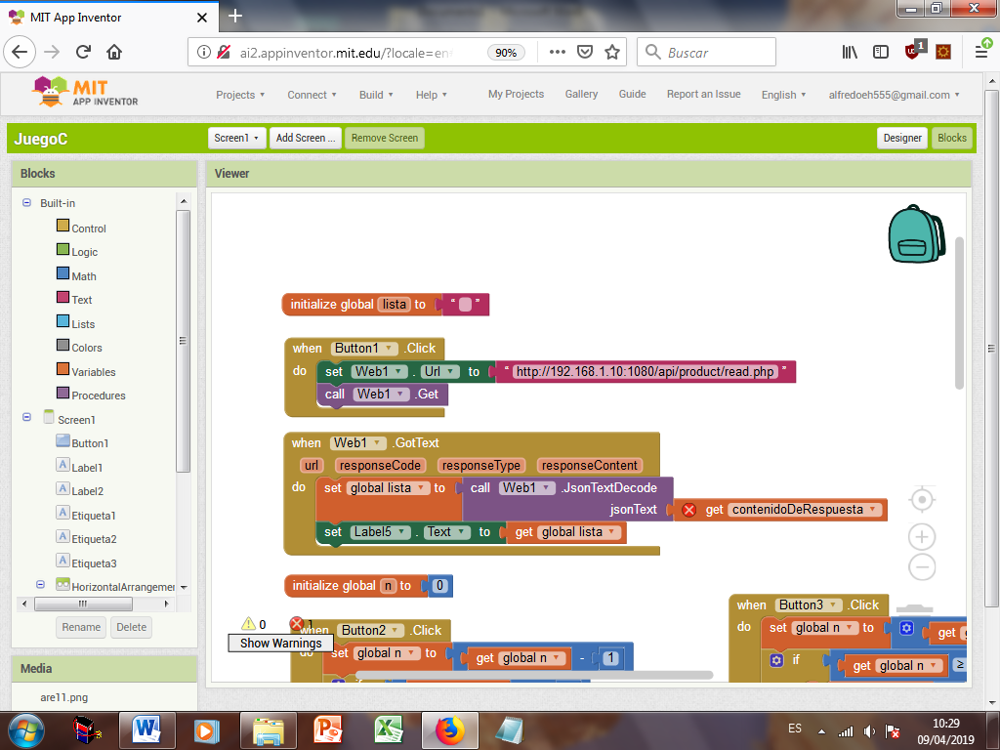 MIT App Inventor
ai2.appinventor.mit.edu/?locale=en
90%
Buscar
1
MIT
APP INVENTOR
Projects
Connect
Build
Help
My Projects
Gallery
Guide
Report an Issue
English
alfredoeh555@gmail.com
JuegoC
Screen1
Add Screen ...
Remove Screen
Designer
Blocks
Blocks
Viewer
Built-in
Control
Logic
Math
Text
Lists
Colors
Variables
Procedures
Screen1
Button1
Label1
Label2
Etiqueta1
Etiqueta2
Etiqueta3
HorizontalArrangemen
Rename
Delete
Media
are11.png
initialize global lista to “ ”
when Button1 .Click
do set Web1 . Url to “ http://192.168.1.10:1080/api/product/read.php ”
call Web1 .Get
when Web1 .GotText
url responseCode responseType responseContent
do set global lista to call Web1 .JsonTextDecode
jsonText get contenidoDeRespuesta
set Label5 . Text to get global lista
initialize global n to 0
when Button2 .Click
set global n to get global n - 1
if
0
1
Show Warnings
when Button3 .Click
do set global n to get
if get global n ≥
ES
10:29
09/04/2019